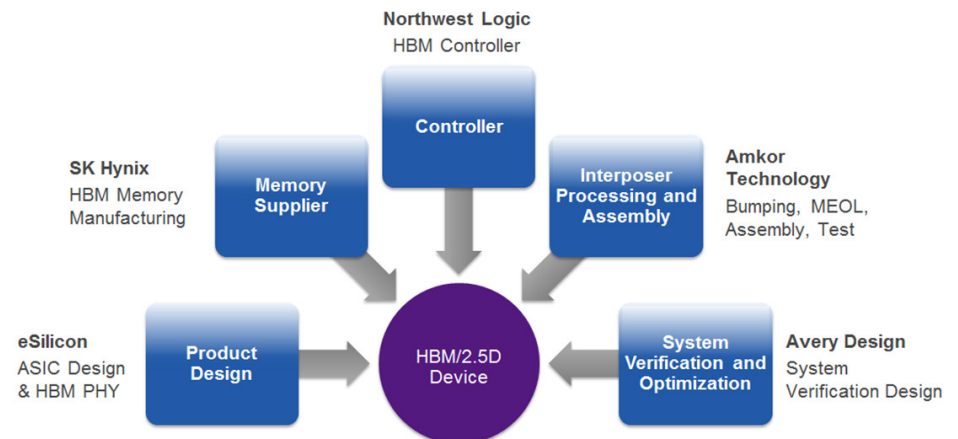 Northwest Logic
HBM Controller
Controller
SK Hynix
HBM Memory
Manufacturing
Memory
Supplier
Interposer
Processing and
Assembly
Amkor
Technology
Bumping, MEOL,
Assembly, Test
eSilicon
ASIC Design
& HBM PHY
Product
Design
HBM/2.5D
Device
System
Verification and
Optimization
Avery Design
System
Verification Design